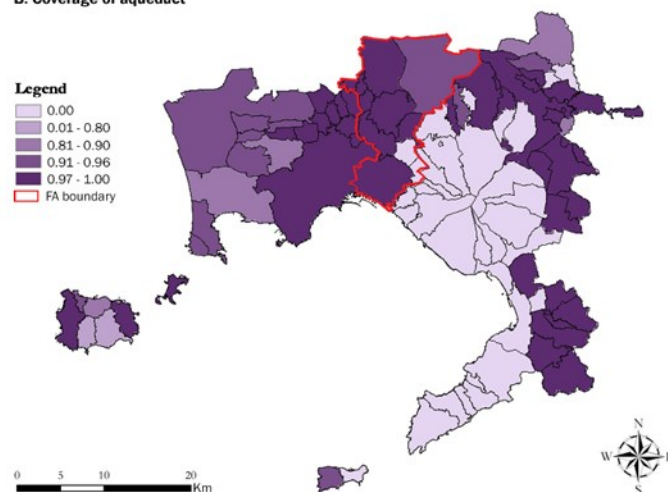 B. Coverage of aqueduct
Legend
0.00
0.01 - 0.80
0.81 - 0.90
0.91 - 0.96
0.97 - 1.00
FA boundary
N
W
S
0 5 10 20
Km